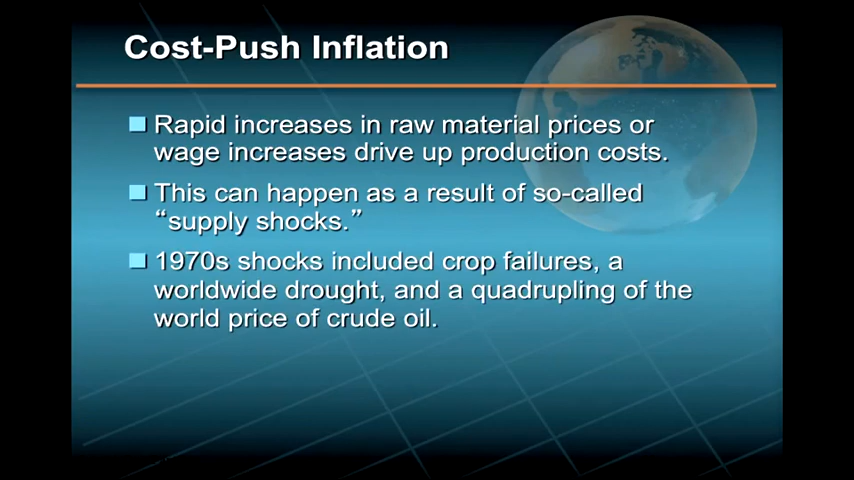 Cost-Push Inflation
Rapid increases in raw material prices or
wage increases drive up production costs.
This can happen as a result of so-called
“supply shocks.”
1970s shocks included crop failures, a
worldwide drought, and a quadrupling of the
world price of crude oil.